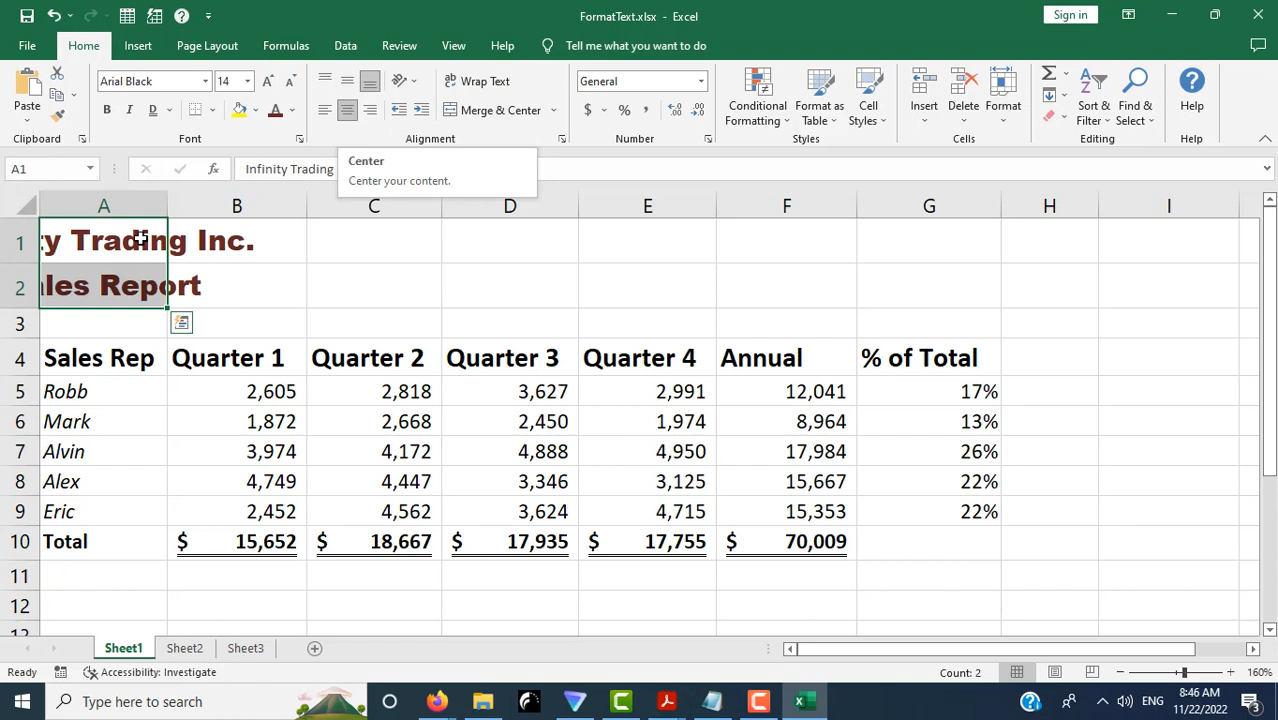 FormatText.xlsx - Excel
Sign in
File Home Insert Page Layout Formulas Data Review View Help Tell me what you want to do
Paste
Clipboard
Arial Black 14
B I D A
Font
Wrap Text
Merge & Center
Alignment
General
$ % ,
Number
Conditional Formatting
Format as Table
Cell Styles
Styles
Insert Delete Format
Cells
Sort & Filter
Find & Select
Editing
Help
Help
A1 fx Infinity Trading
Center
Center your content.
A B C D E F G H I
1 ty Trading Inc.
2 ales Report
3
4 Sales Rep Quarter 1 Quarter 2 Quarter 3 Quarter 4 Annual % of Total
5 Robb 2,605 2,818 3,627 2,991 12,041 17%
6 Mark 1,872 2,668 2,450 1,974 8,964 13%
7 Alvin 3,974 4,172 4,888 4,950 17,984 26%
8 Alex 4,749 4,447 3,346 3,125 15,667 22%
9 Eric 2,452 4,562 3,624 4,715 15,353 22%
10 Total $ 15,652 $ 18,667 $ 17,935 $ 17,755 $ 70,009
11
12
Sheet1 Sheet2 Sheet3
Ready Accessibility: Investigate Count: 2 160%
Type here to search
ENG
8:46 AM
11/22/2022
3